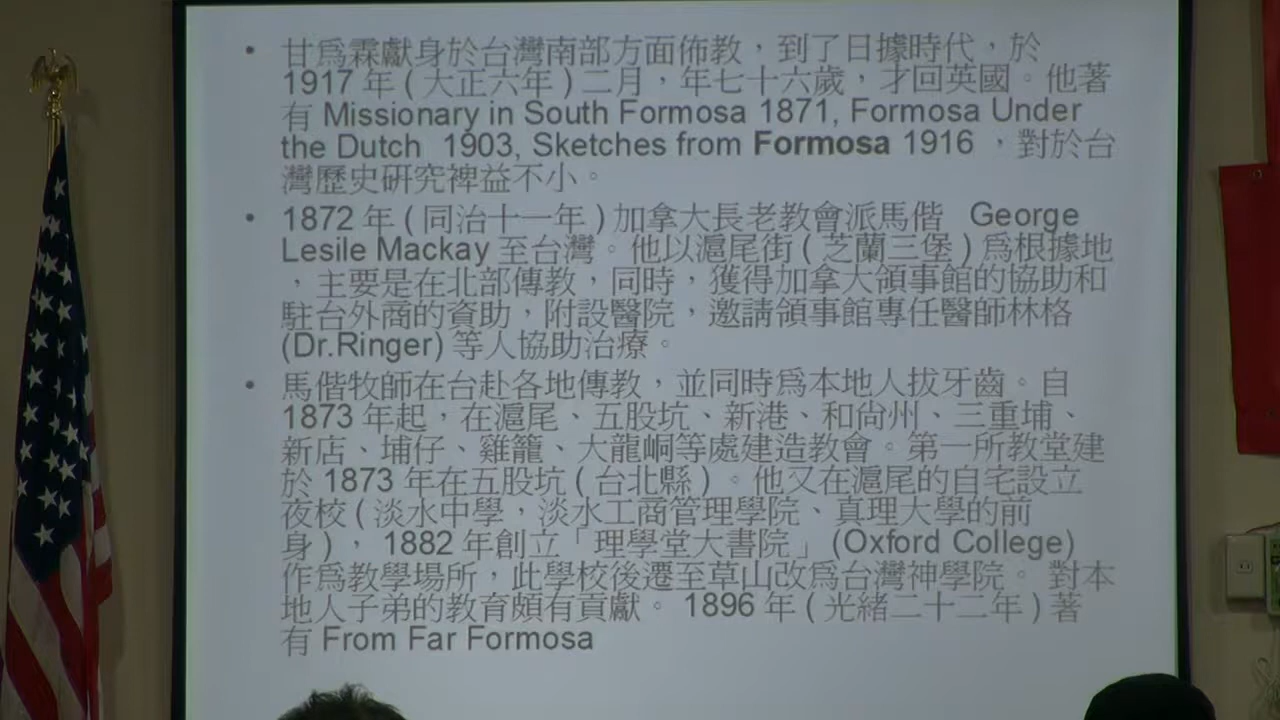 • 甘爲霖獻身於台灣南部方面佈教，到了日據時代，於
1917 年 ( 大正六年 ) 二月，年七十六歲，才回英國。他著
有 Missionary in South Formosa 1871, Formosa Under
the Dutch 1903, Sketches from Formosa 1916 ，對於台
灣歷史研究裨益不小。
• 1872 年 ( 同治十一年 ) 加拿大長老教會派馬偕 George
Lesile Mackay 至台灣。他以滬尾街 ( 芝蘭三堡 ) 爲根據地
，主要是在北部傳教，同時，獲得加拿大領事館的協助和
駐台外商的資助，附設醫院，邀請領事館專任醫師林格
(Dr.Ringer) 等人協助治療。
• 馬偕牧師在台赴各地傳教，並同時爲本地人拔牙齒。自
1873 年起，在滬尾、五股坑、新港、和尙州、三重埔、
新店、埔仔、雞籠、大龍峒等處建造教會。第一所教堂建
於 1873 年在五股坑 ( 台北縣 ) 。他又在滬尾的自宅設立
夜校 ( 淡水中學，淡水工商管理學院、真理大學的前
身 ) ， 1882 年創立「理學堂大書院」 (Oxford College)
作爲教學場所，此學校後遷至草山改爲台灣神學院。 對本
地人子弟的教育頗有貢獻。 1896 年 ( 光緒二十二年 ) 著
有 From Far Formosa